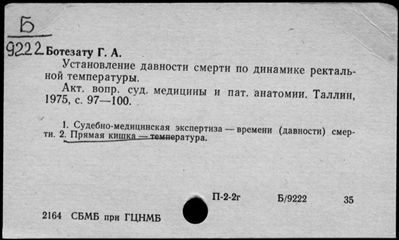 Б
9222 Ботезату Г. А.
Установление давности смерти по динамике ректаль-
ной температуры.
Акт. вопр. суд. медицины и пат. анатомии. Таллин,
1975, с. 97—100.
1. Судебно-медицинская экспертиза — времени (давности) смер-
ти. 2. Прямая кишка — температура.
П-2-2г Б/9222 35
2164 СБМБ при ГЦНМБ